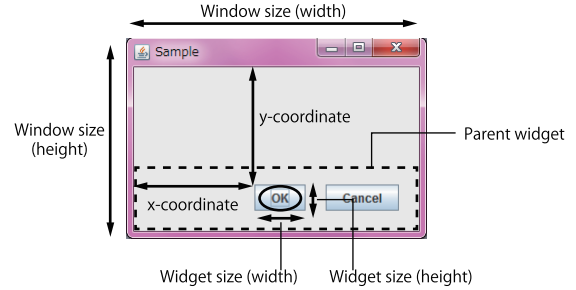 Window size (width)
Sample
Window size
(height)
y-coordinate
Parent widget
x-coordinate
OK
Cancel
Widget size (width)
Widget size (height)